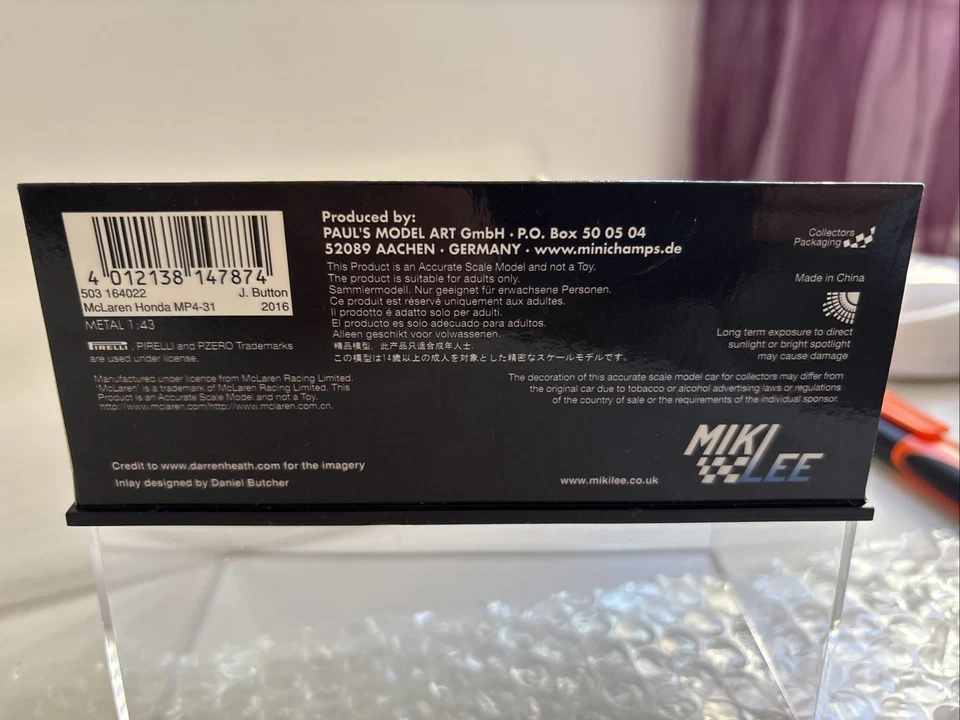 4 012138 147874
503 164022 J. Button
McLaren Honda MP4-31 2016
METAL 1:43
PIRELLI, PIRELLI and PZERO Trademarks
are used under license.
Manufactured under licence from McLaren Racing Limited.
'McLaren' is a trademark of McLaren Racing Limited. This
Product is an Accurate Scale Model and not a Toy.
http://www.mclaren.com/http://www.mclaren.com.cn.
Credit to www.darrenheath.com for the imagery
Inlay designed by Daniel Butcher
Produced by:
PAUL'S MODEL ART GmbH · P.O. Box 50 05 04
52089 AACHEN · GERMANY · www.minichamps.de
This Product is an Accurate Scale Model and not a Toy.
The product is suitable for adults only.
Sammlermodell. Nur geeignet für erwachsene Personen.
Ce produit est réservé uniquement aux adultes.
Il prodotto è adatto solo per adulti.
El producto es solo adecuado para adultos.
Alleen geschikt voor volwassenen.
精品模型，此产品只适合成年人士.
この模型は14歳以上の成人を対象とした精密なスケールモデルです。
Collectors
Packaging
Made in China
Long term exposure to direct
sunlight or bright spotlight
may cause damage
The decoration of this accurate scale model car for collectors may differ from
the original car due to tobacco or alcohol advertising laws or regulations
of the country of sale or the requirements of the individual sponsor.
www.mikilee.co.uk
MIKI
LEE